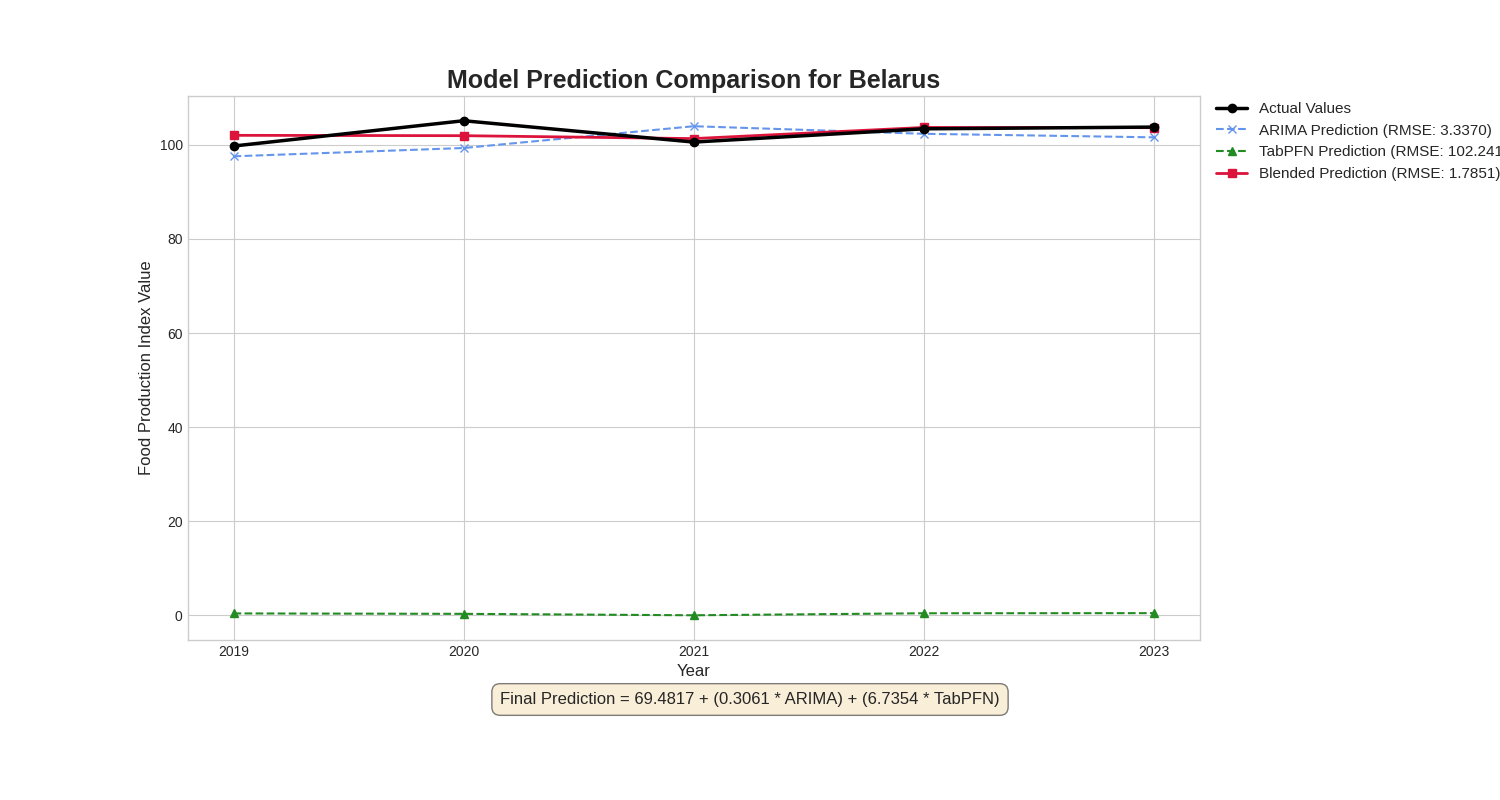 Model Prediction Comparison for Belarus
Actual Values
ARIMA Prediction (RMSE: 3.3370)
TabPFN Prediction (RMSE: 102.241
Blended Prediction (RMSE: 1.7851)
Food Production Index Value
100
80
60
40
20
0
2019 2020 2021 2022 2023
Year
Final Prediction = 69.4817 + (0.3061 * ARIMA) + (6.7354 * TabPFN)